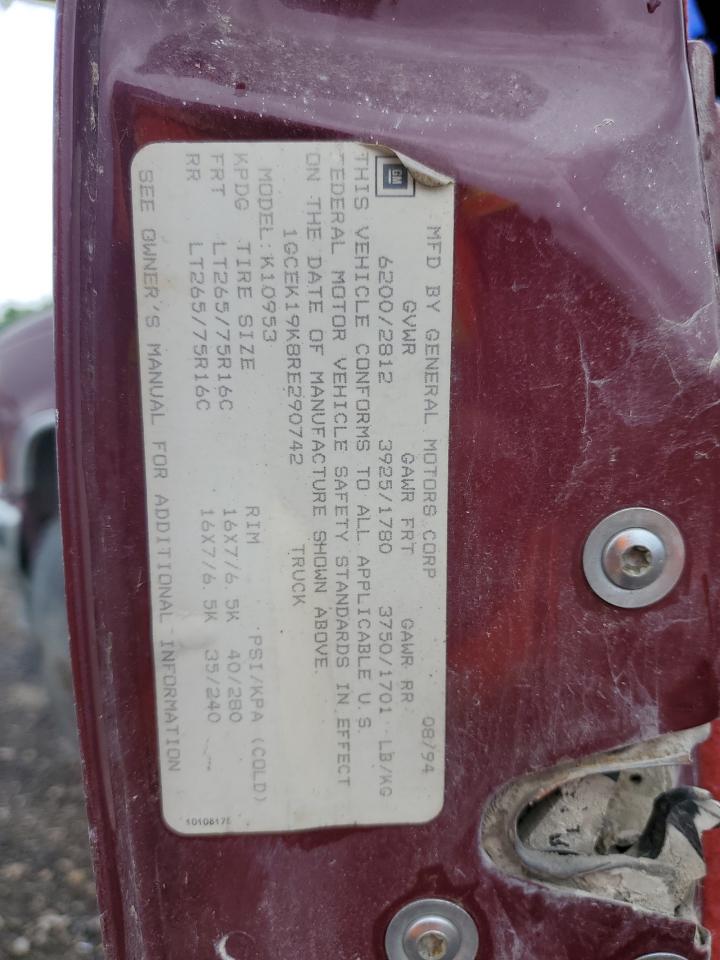 MFD BY GENERAL MOTORS CORP 08/94
GM
GVWR GAWR FRT GAWR RR
6200/2812 3925/1780 3750/1701 LB/KG
THIS VEHICLE CONFORMS TO ALL APPLICABLE U.S.
FEDERAL MOTOR VEHICLE SAFETY STANDARDS IN EFFECT
ON THE DATE OF MANUFACTURE SHOWN ABOVE.
1GCEK19K8RE290742 TRUCK
MODEL:K10953
KPDG TIRE SIZE RIM PSI/KPA(COLD)
FRT LT265/75R16C 16X7/6.5K 40/280
RR LT265/75R16C 16X7/6.5K 35/240
SEE OWNER'S MANUAL FOR ADDITIONAL INFORMATION